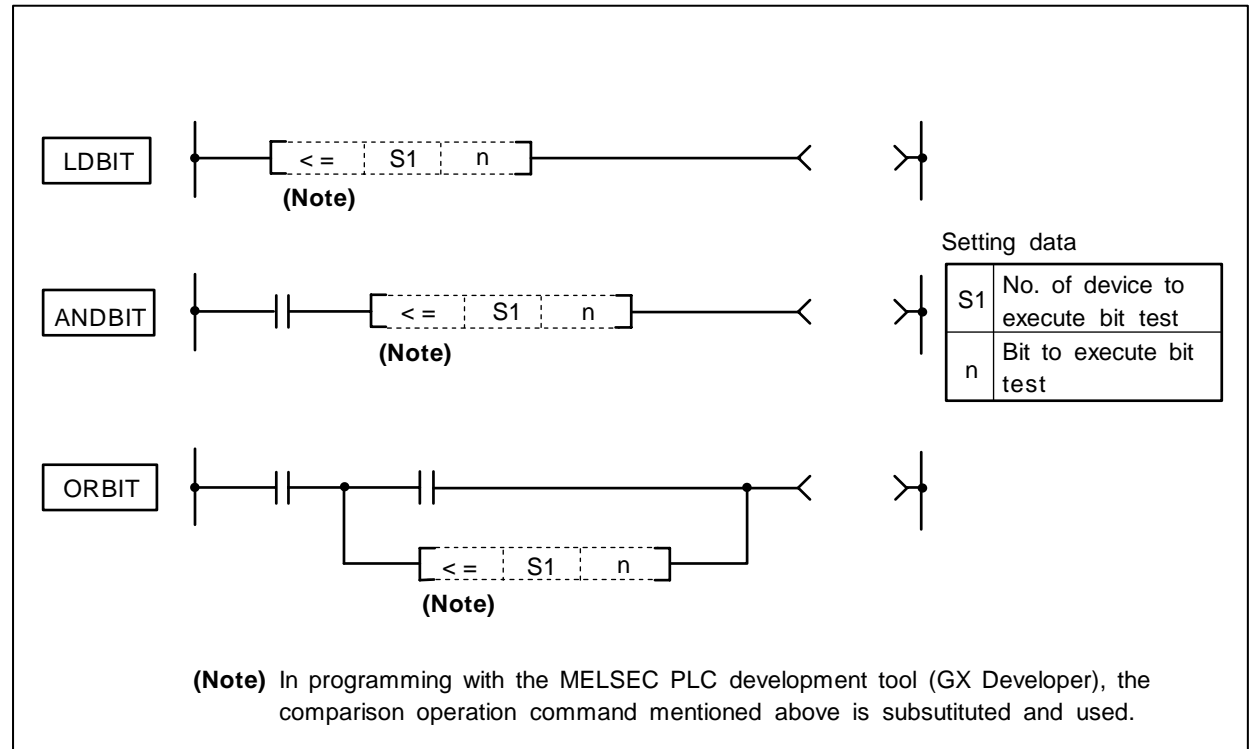 LDBIT
<= S1 n
(Note)
Setting data
S1 No. of device to
execute bit test
n Bit to execute bit
test
ANDBIT
<= S1 n
(Note)
ORBIT
<= S1 n
(Note)
(Note) In programming with the MELSEC PLC development tool (GX Developer), the
comparison operation command mentioned above is subsutituted and used.